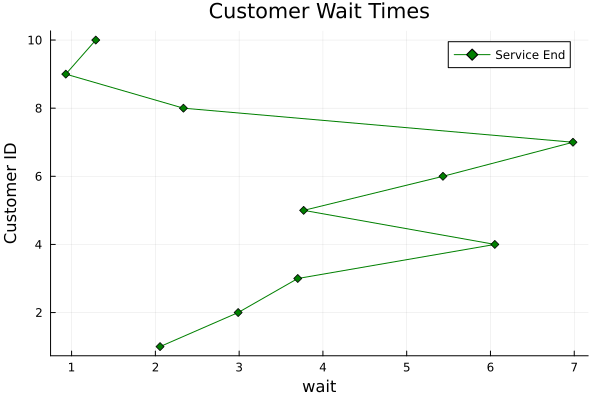 Customer Wait Times
Service End
Customer ID
10
8
6
4
2
1 2 3 4 5 6 7
wait